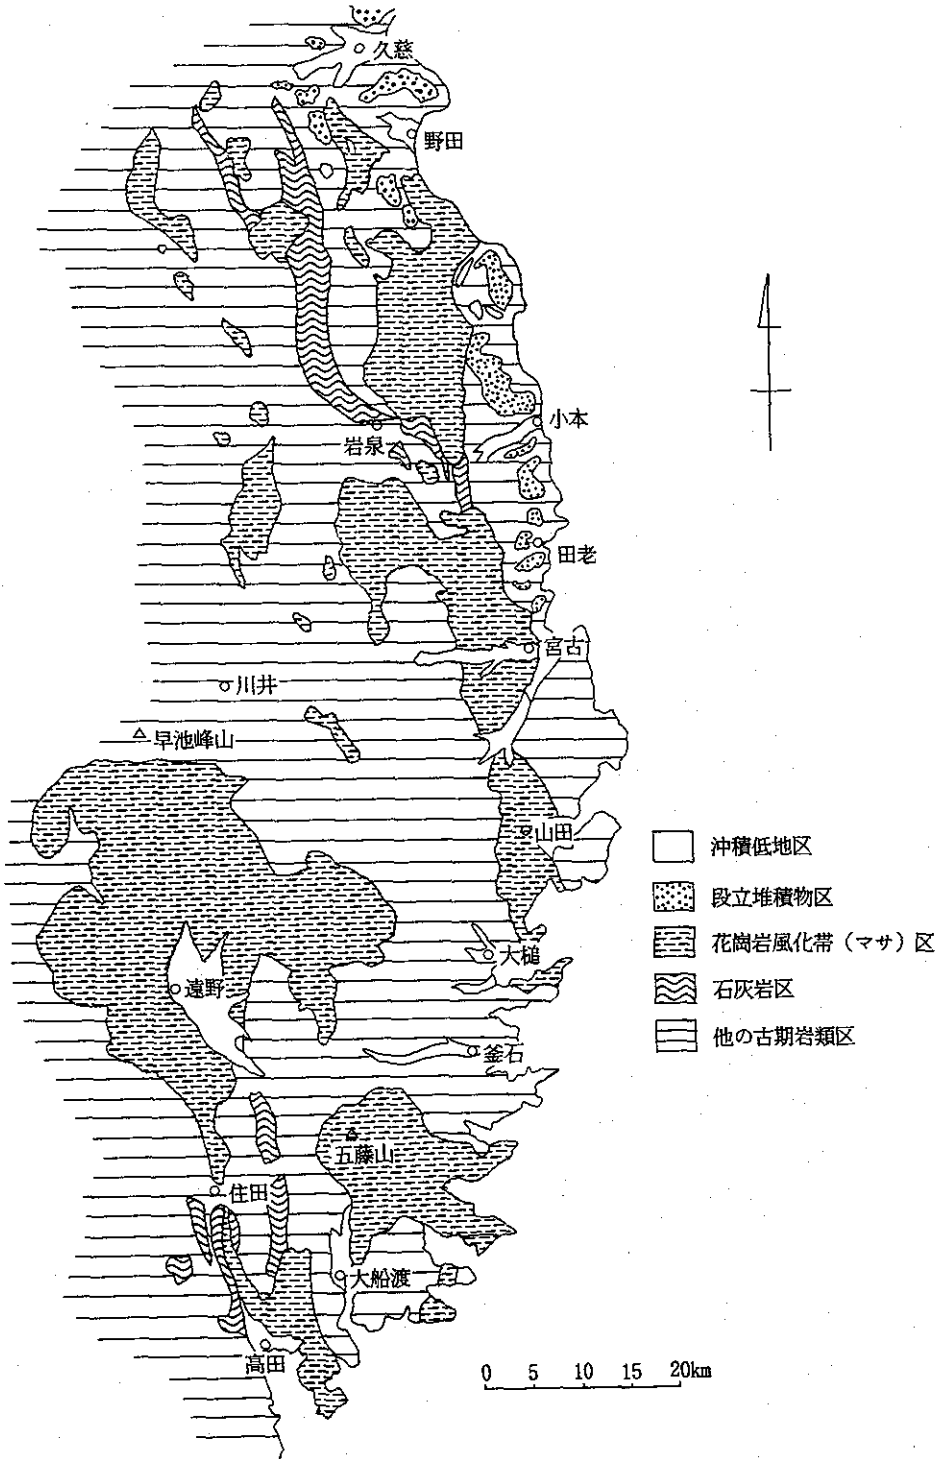 久慈
野田
小本
岩泉
田老
宮古
川井
早池峰山
山田
大槌
遠野
釜石
五藤山
住田
大船渡
高田
沖積低地区
段立堆積物区
花崗岩風化帯（マサ）区
石灰岩区
他の古期岩類区
0 5 10 15 20km